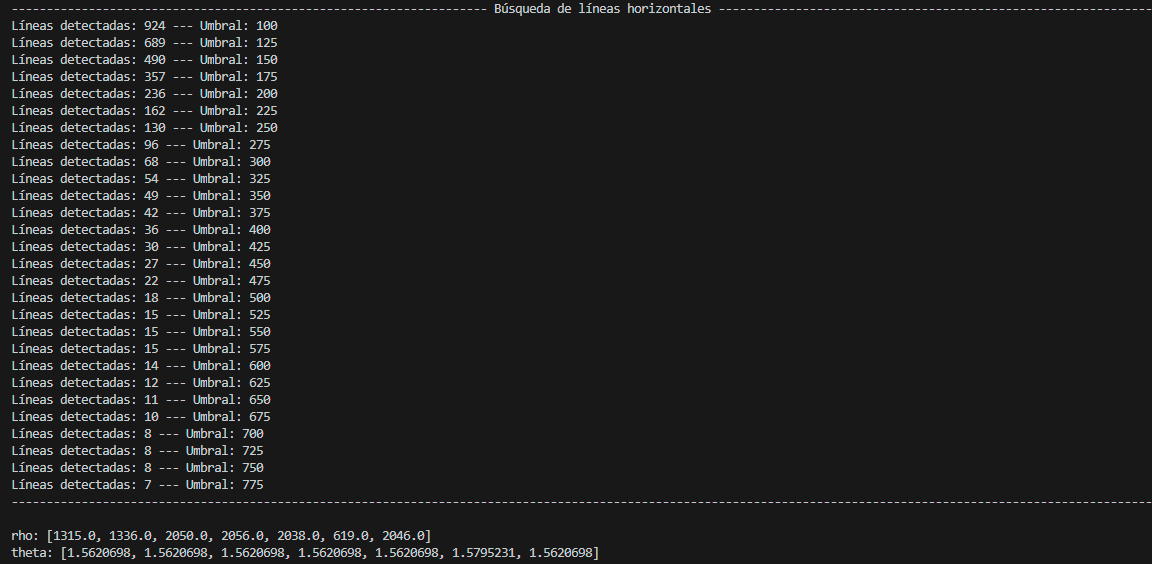 --------------------------------------------------------------------- Búsqueda de líneas horizontales ---------------------------------------------------------------
Líneas detectadas: 924 --- Umbral: 100
Líneas detectadas: 689 --- Umbral: 125
Líneas detectadas: 490 --- Umbral: 150
Líneas detectadas: 357 --- Umbral: 175
Líneas detectadas: 236 --- Umbral: 200
Líneas detectadas: 162 --- Umbral: 225
Líneas detectadas: 130 --- Umbral: 250
Líneas detectadas: 96 --- Umbral: 275
Líneas detectadas: 68 --- Umbral: 300
Líneas detectadas: 54 --- Umbral: 325
Líneas detectadas: 49 --- Umbral: 350
Líneas detectadas: 42 --- Umbral: 375
Líneas detectadas: 36 --- Umbral: 400
Líneas detectadas: 30 --- Umbral: 425
Líneas detectadas: 27 --- Umbral: 450
Líneas detectadas: 22 --- Umbral: 475
Líneas detectadas: 18 --- Umbral: 500
Líneas detectadas: 15 --- Umbral: 525
Líneas detectadas: 15 --- Umbral: 550
Líneas detectadas: 15 --- Umbral: 575
Líneas detectadas: 14 --- Umbral: 600
Líneas detectadas: 12 --- Umbral: 625
Líneas detectadas: 11 --- Umbral: 650
Líneas detectadas: 10 --- Umbral: 675
Líneas detectadas: 8 --- Umbral: 700
Líneas detectadas: 8 --- Umbral: 725
Líneas detectadas: 8 --- Umbral: 750
Líneas detectadas: 7 --- Umbral: 775
-------------------------------------------------------------------------------------------------------------------------------------------------------------------
rho: [1315.0, 1336.0, 2050.0, 2056.0, 2038.0, 619.0, 2046.0]
theta: [1.5620698, 1.5620698, 1.5620698, 1.5620698, 1.5620698, 1.5795231, 1.5620698]